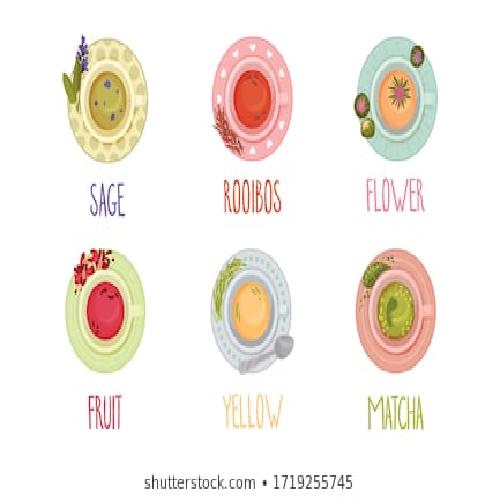 SAGE
ROOIBOS
FLOWER
FRUIT
YELLOW
MATCHA
shutterstock.com • 1719255745